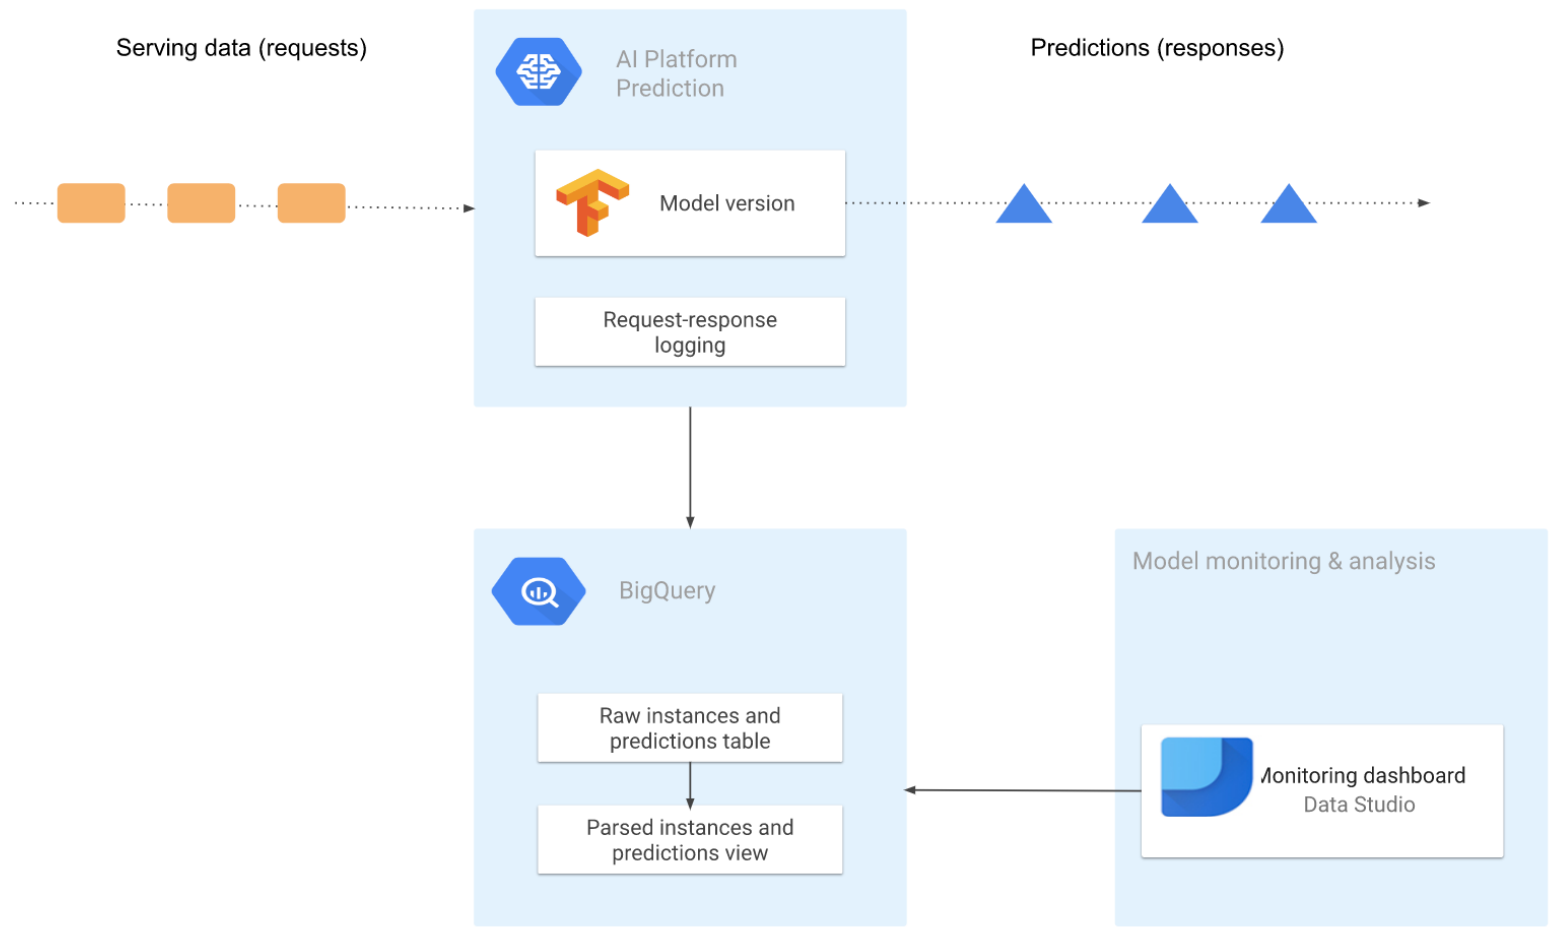 Serving data (requests)
AI Platform
Prediction
Predictions (responses)
Model version
Request-response
logging
BigQuery
Raw instances and
predictions table
Parsed instances and
predictions view
Model monitoring & analysis
Monitoring dashboard
Data Studio